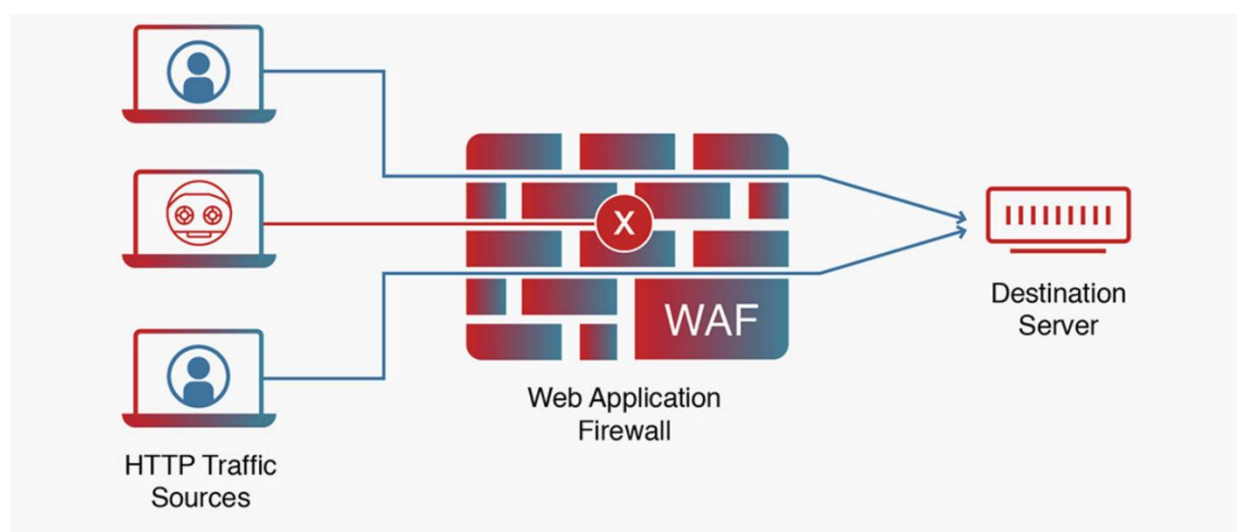 X
WAF
Web Application
Firewall
Destination
Server
HTTP Traffic
Sources